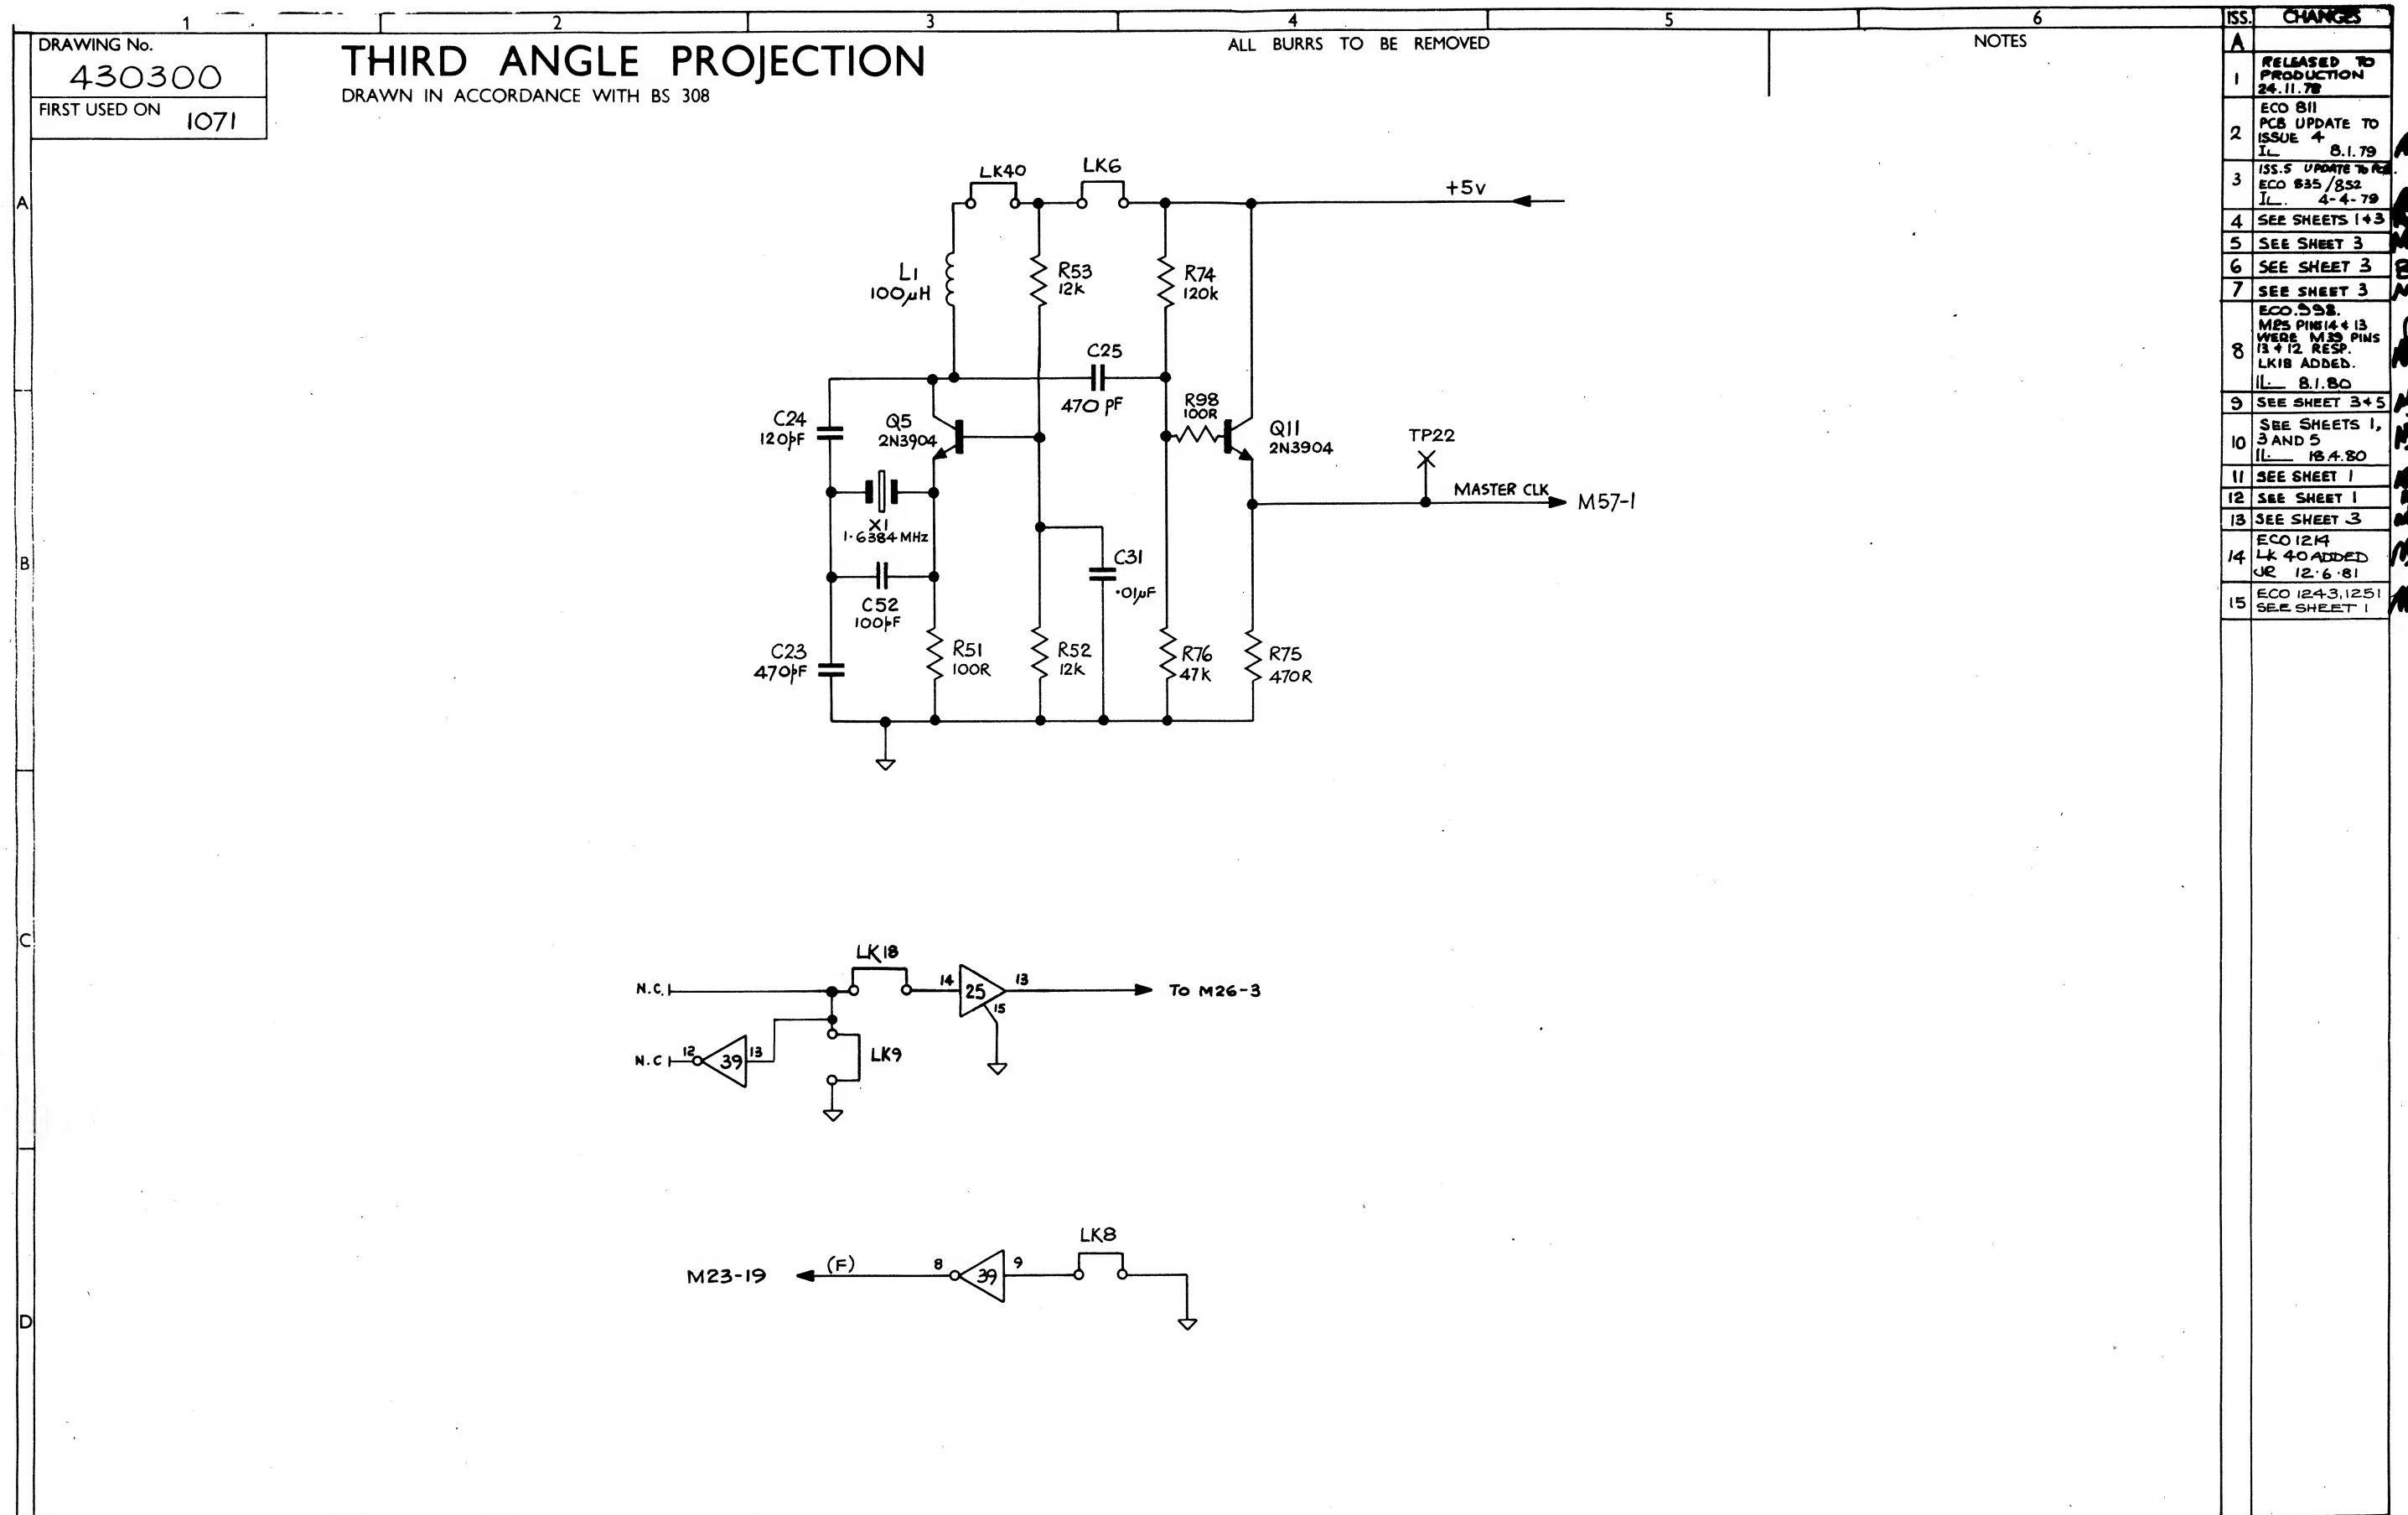 1 2 3 4 5 6
ISS. CHANGES
DRAWING No.
430300
FIRST USED ON 1071
THIRD ANGLE PROJECTION
DRAWN IN ACCORDANCE WITH BS 308
ALL BURRS TO BE REMOVED
NOTES
A
1 RELEASED TO
PRODUCTION
24.11.78
2 ECO 811
PCB UPDATE TO
ISSUE 4
IL 8.1.79
3 ISS.5 UPDATE TO PCB.
ECO 835/852
IL. 4-4-79
4 SEE SHEETS 1+3
5 SEE SHEET 3
6 SEE SHEET 3
7 SEE SHEET 3
8 ECO.998.
M25 PINS 14 & 13
WERE M39 PINS
13 & 12 RESP.
LK18 ADDED.
IL 8.1.80
9 SEE SHEET 3+5
10 SEE SHEETS 1,
3 AND 5
IL 18.4.80
11 SEE SHEET 1
12 SEE SHEET 1
13 SEE SHEET 3
14 ECO 1214
LK 40 ADDED
JR 12.6.81
15 ECO 1243,1251
SEE SHEET 1
A
B
C
D
LK40
LK6
+5v
L1
100µH
R53
12k
R74
120k
C25
470 pF
C24
120pF
Q5
2N3904
R98
100R
Q11
2N3904
TP22
MASTER CLK
M57-1
X1
1.6384 MHz
C31
.01µF
C52
100pF
C23
470pF
R51
100R
R52
12k
R76
47k
R75
470R
LK18
N.C.
14 25 13
15
TO M26-3
N.C 12 39 13
LK9
LK8
M23-19
(F)
8 39 9